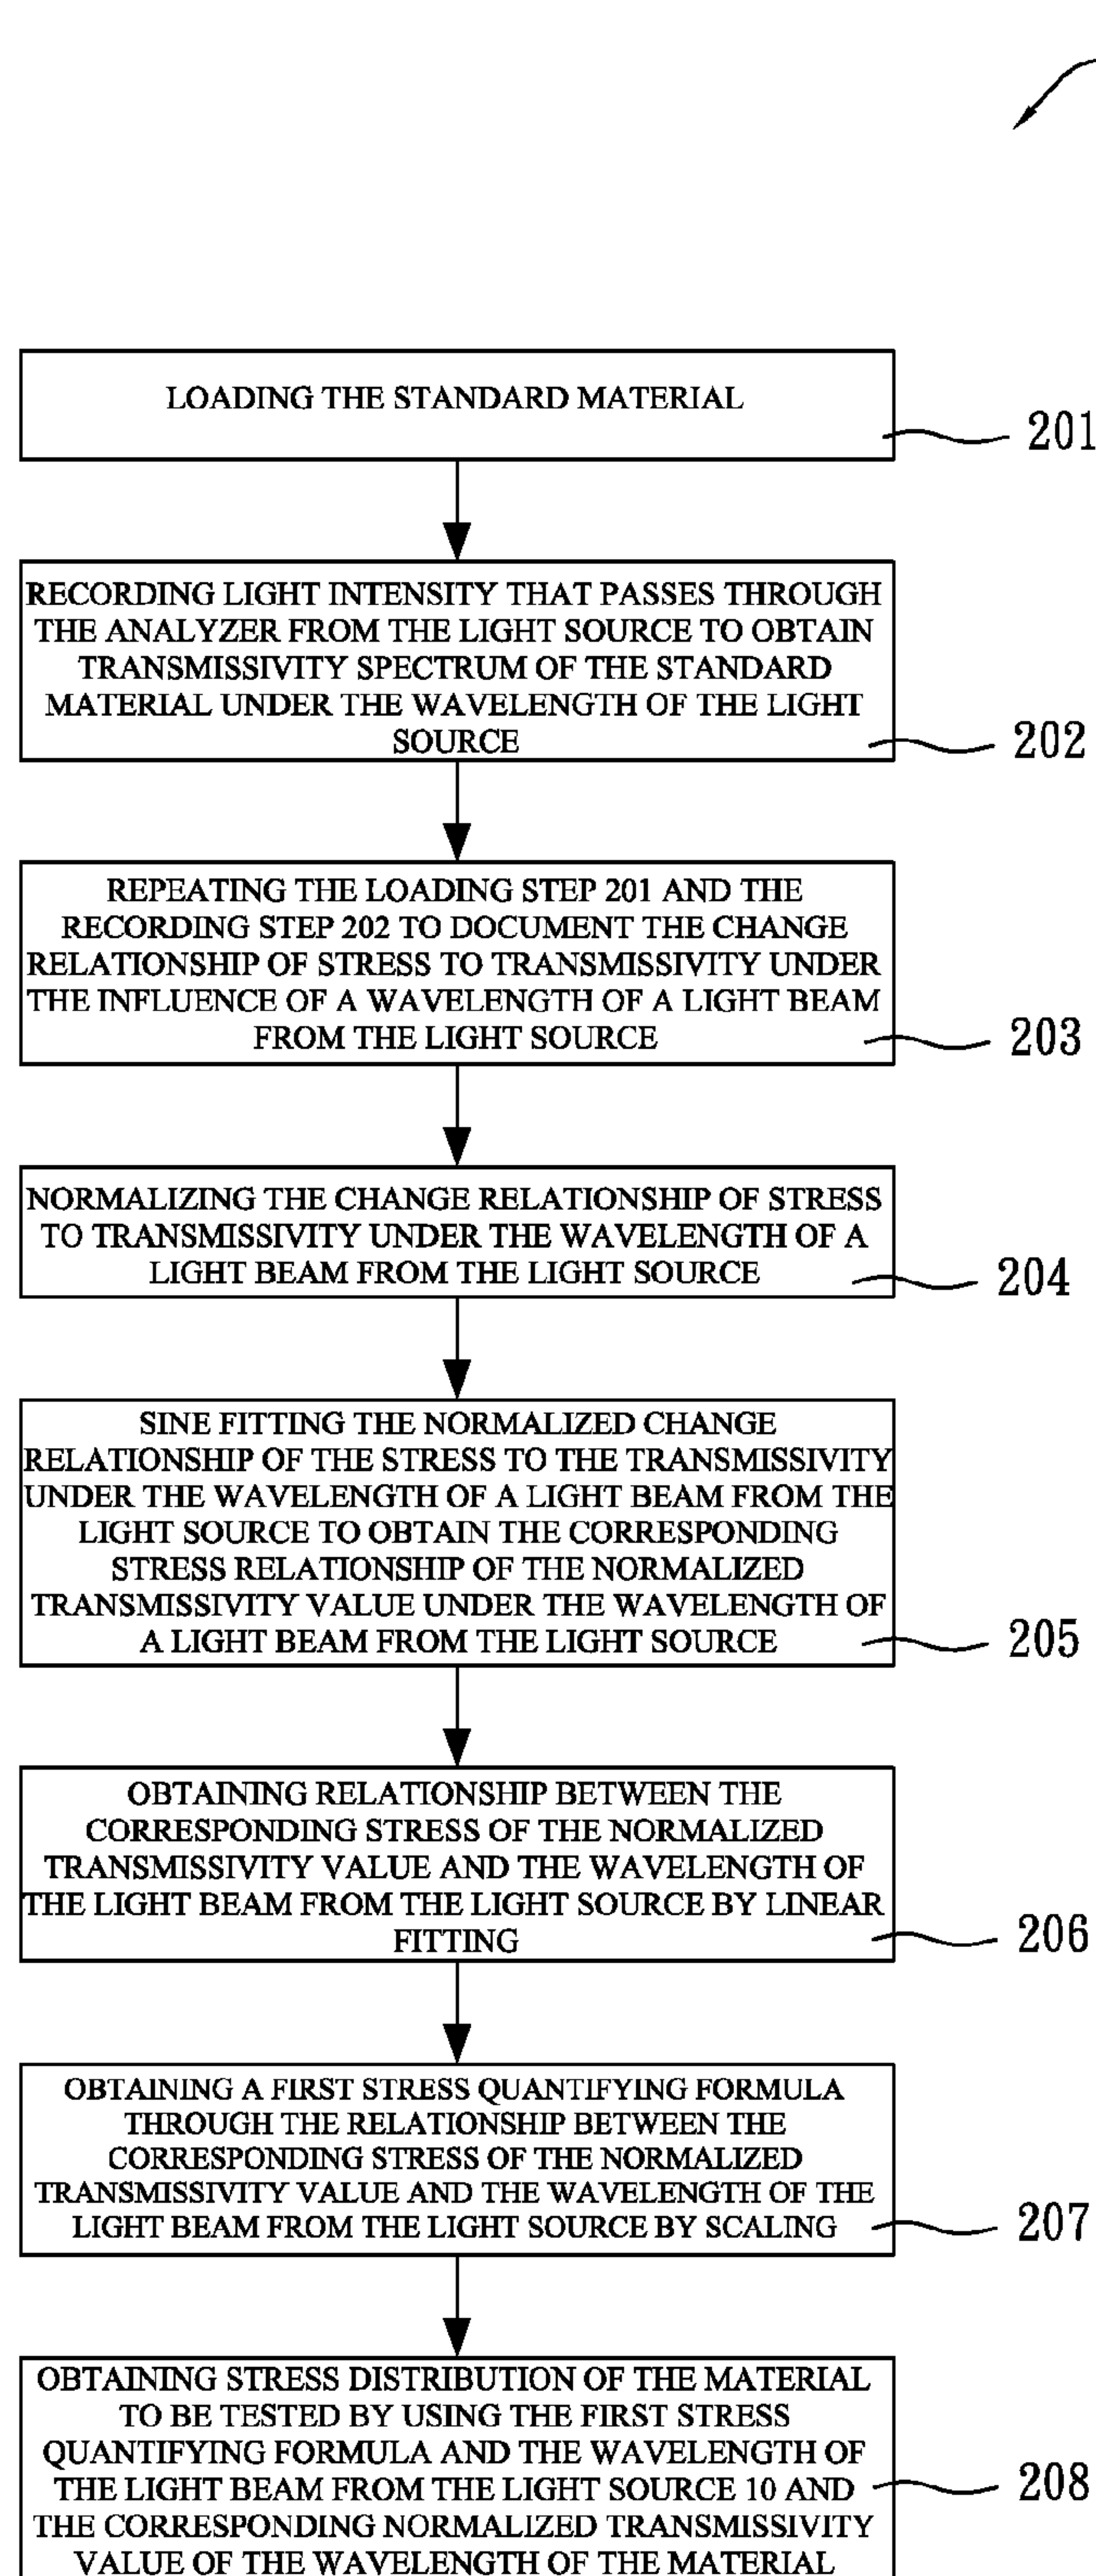 LOADING THE STANDARD MATERIAL
201
RECORDING LIGHT INTENSITY THAT PASSES THROUGH
THE ANALYZER FROM THE LIGHT SOURCE TO OBTAIN
TRANSMISSIVITY SPECTRUM OF THE STANDARD
MATERIAL UNDER THE WAVELENGTH OF THE LIGHT
SOURCE
202
REPEATING THE LOADING STEP 201 AND THE
RECORDING STEP 202 TO DOCUMENT THE CHANGE
RELATIONSHIP OF STRESS TO TRANSMISSIVITY UNDER
THE INFLUENCE OF A WAVELENGTH OF A LIGHT BEAM
FROM THE LIGHT SOURCE
203
NORMALIZING THE CHANGE RELATIONSHIP OF STRESS
TO TRANSMISSIVITY UNDER THE WAVELENGTH OF A
LIGHT BEAM FROM THE LIGHT SOURCE
204
SINE FITTING THE NORMALIZED CHANGE
RELATIONSHIP OF THE STRESS TO THE TRANSMISSIVITY
UNDER THE WAVELENGTH OF A LIGHT BEAM FROM THE
LIGHT SOURCE TO OBTAIN THE CORRESPONDING
STRESS RELATIONSHIP OF THE NORMALIZED
TRANSMISSIVITY VALUE UNDER THE WAVELENGTH OF
A LIGHT BEAM FROM THE LIGHT SOURCE
205
OBTAINING RELATIONSHIP BETWEEN THE
CORRESPONDING STRESS OF THE NORMALIZED
TRANSMISSIVITY VALUE AND THE WAVELENGTH OF
THE LIGHT BEAM FROM THE LIGHT SOURCE BY LINEAR
FITTING
206
OBTAINING A FIRST STRESS QUANTIFYING FORMULA
THROUGH THE RELATIONSHIP BETWEEN THE
CORRESPONDING STRESS OF THE NORMALIZED
TRANSMISSIVITY VALUE AND THE WAVELENGTH OF THE
LIGHT BEAM FROM THE LIGHT SOURCE BY SCALING
207
OBTAINING STRESS DISTRIBUTION OF THE MATERIAL
TO BE TESTED BY USING THE FIRST STRESS
QUANTIFYING FORMULA AND THE WAVELENGTH OF
THE LIGHT BEAM FROM THE LIGHT SOURCE 10 AND
THE CORRESPONDING NORMALIZED TRANSMISSIVITY
VALUE OF THE WAVELENGTH OF THE MATERIAL
208